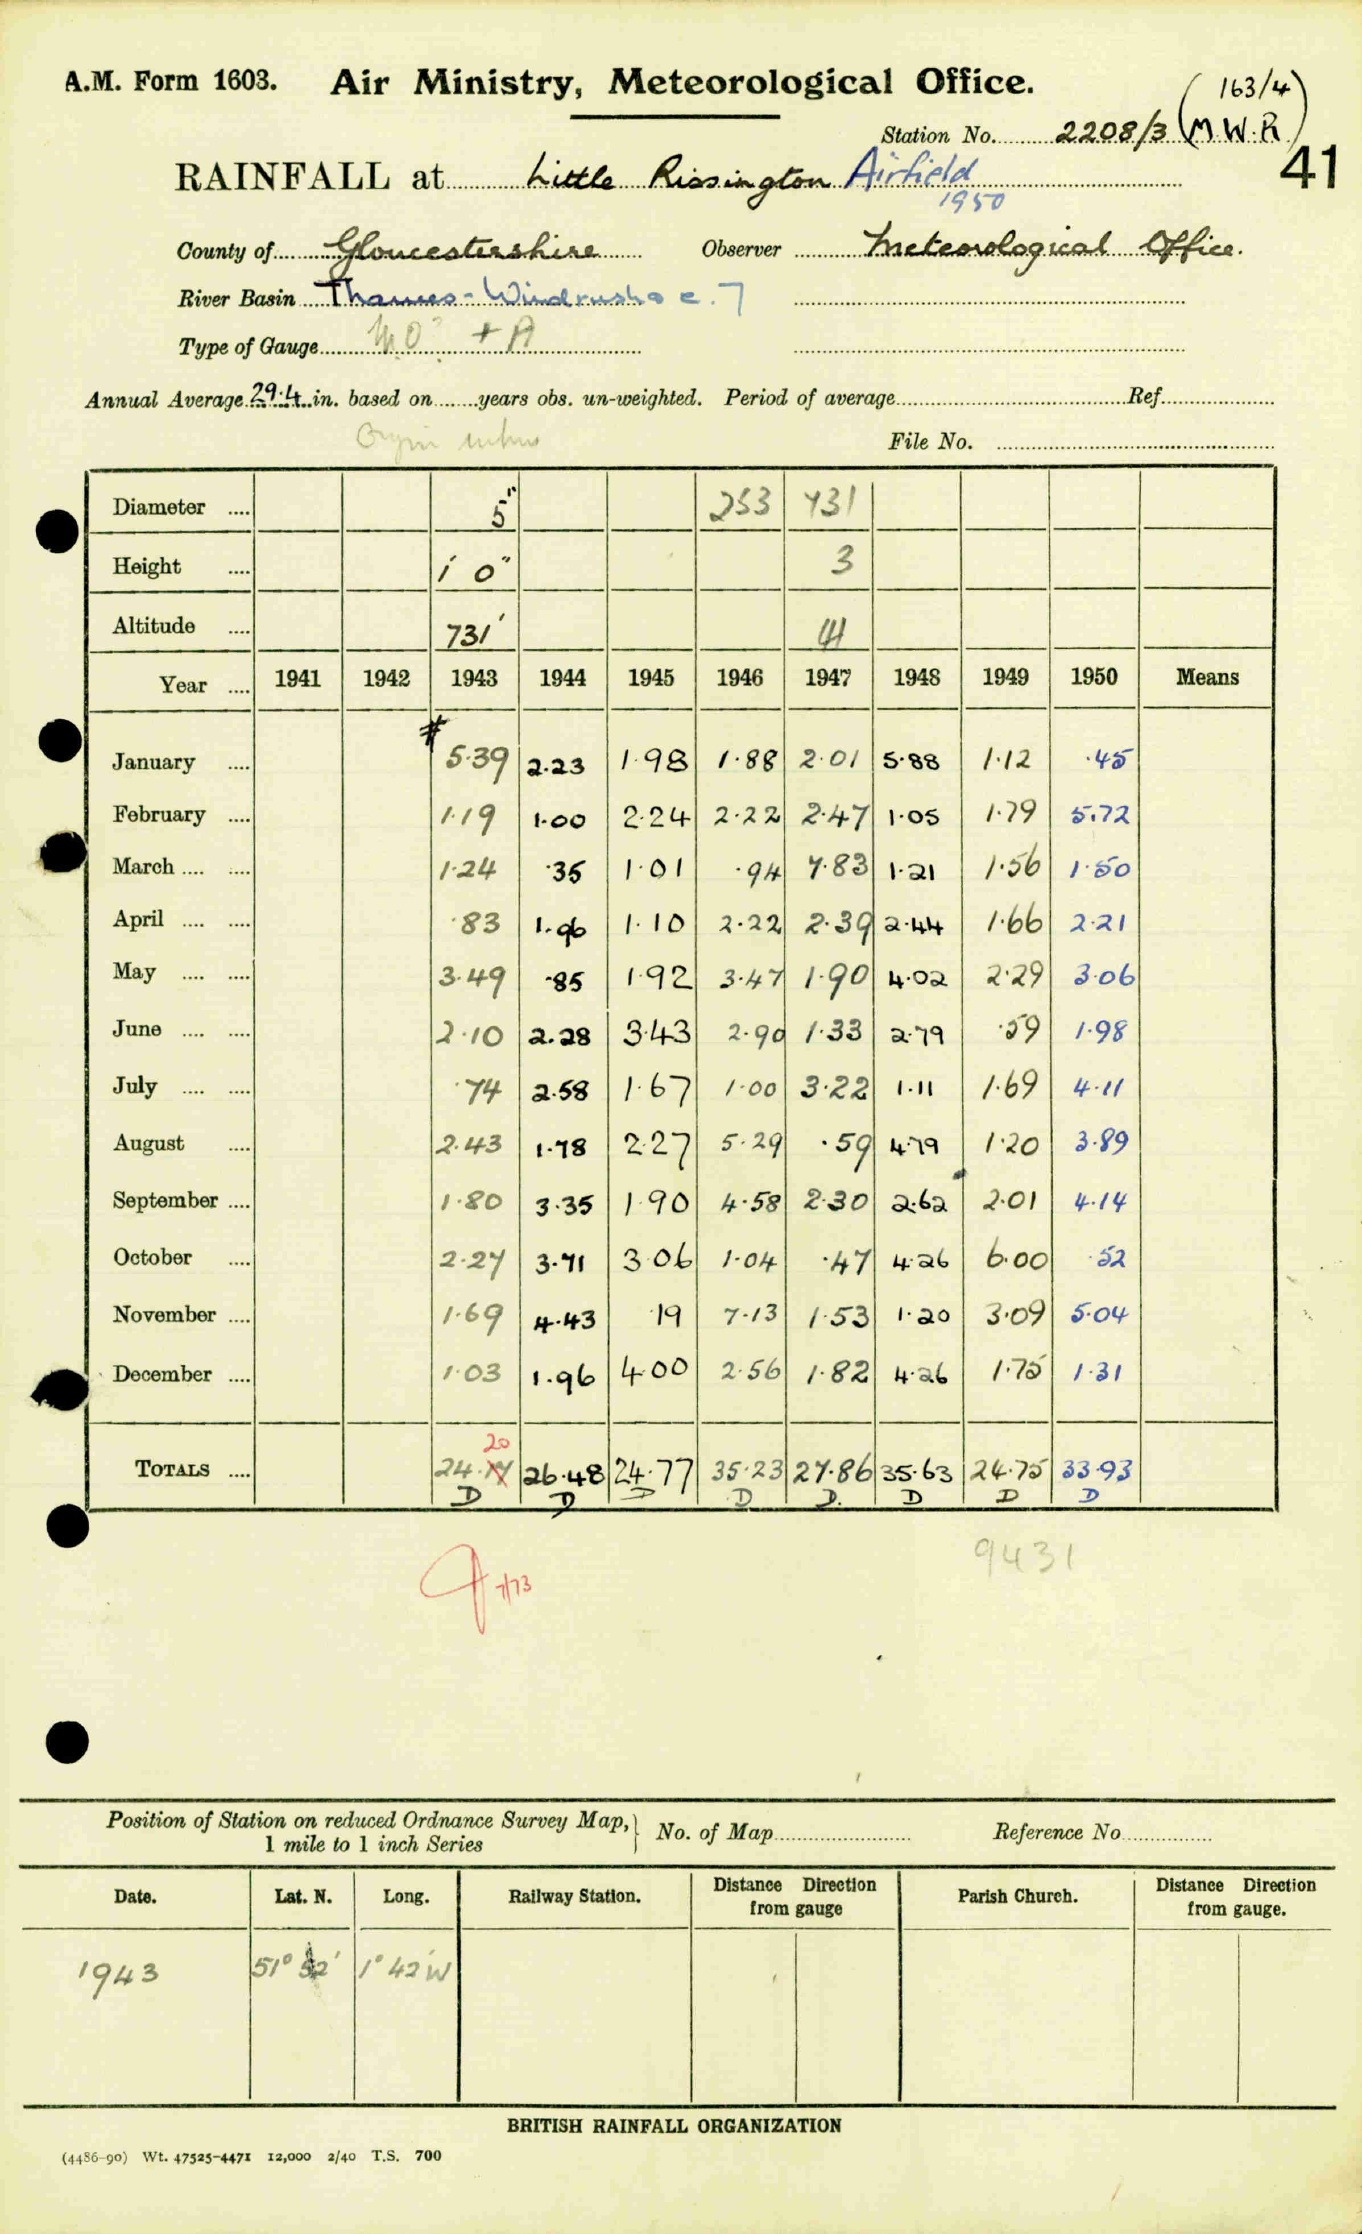 A.M. Form 1603. Air Ministry, Meteorological Office. (163/4)
Station No. 2208/3 (M.W.R.)
RAINFALL at Little Rissington Airfield 41
1950
County of Gloucestershire Observer Meteorological Office.
River Basin Thames - Windrush
Type of Gauge M.O. + A
Annual Average 29.4 in. based on years obs. un-weighted. Period of average Ref.
File No.
Diameter .... 5" 253 731
Height .... 1' 0" 3
Altitude .... 731' 41
Year .... 1941 1942 1943 1944 1945 1946 1947 1948 1949 1950 Means
January .... 5.39 2.23 1.98 1.88 2.01 5.88 1.12 .45
February .... 1.19 1.00 2.24 2.22 2.47 1.05 1.79 5.72
March .... .... 1.24 .35 1.01 .94 7.83 1.21 1.56 1.50
April .... .... .83 1.96 1.10 2.22 2.39 2.44 1.66 2.21
May .... .... 3.49 .85 1.92 3.47 1.90 4.02 2.29 3.06
June .... .... 2.10 2.28 3.43 2.90 1.33 2.79 .59 1.98
July .... .... .74 2.58 1.67 1.00 3.22 1.11 1.69 4.11
August .... 2.43 1.78 2.27 5.29 .59 4.79 1.20 3.89
September .... 1.80 3.35 1.90 4.58 2.30 2.62 2.01 4.14
October .... 2.27 3.71 3.06 1.04 .47 4.26 6.00 .52
November .... 1.69 4.43 .19 7.13 1.53 1.20 3.09 5.04
December .... 1.03 1.96 4.00 2.56 1.82 4.26 1.75 1.31
20
TOTALS .... 24.17 26.48 24.77 35.23 27.86 35.63 24.75 33.93
D D D D D D D D
9431
7/73
Position of Station on reduced Ordnance Survey Map, No. of Map Reference No
1 mile to 1 inch Series
Date. Lat. N. Long. Railway Station. Distance from gauge Direction Parish Church. Distance from gauge. Direction
1943 51° 52' 1° 42' W
BRITISH RAINFALL ORGANIZATION
(4486-90) Wt. 47525-4471 12,000 2/40 T.S. 700